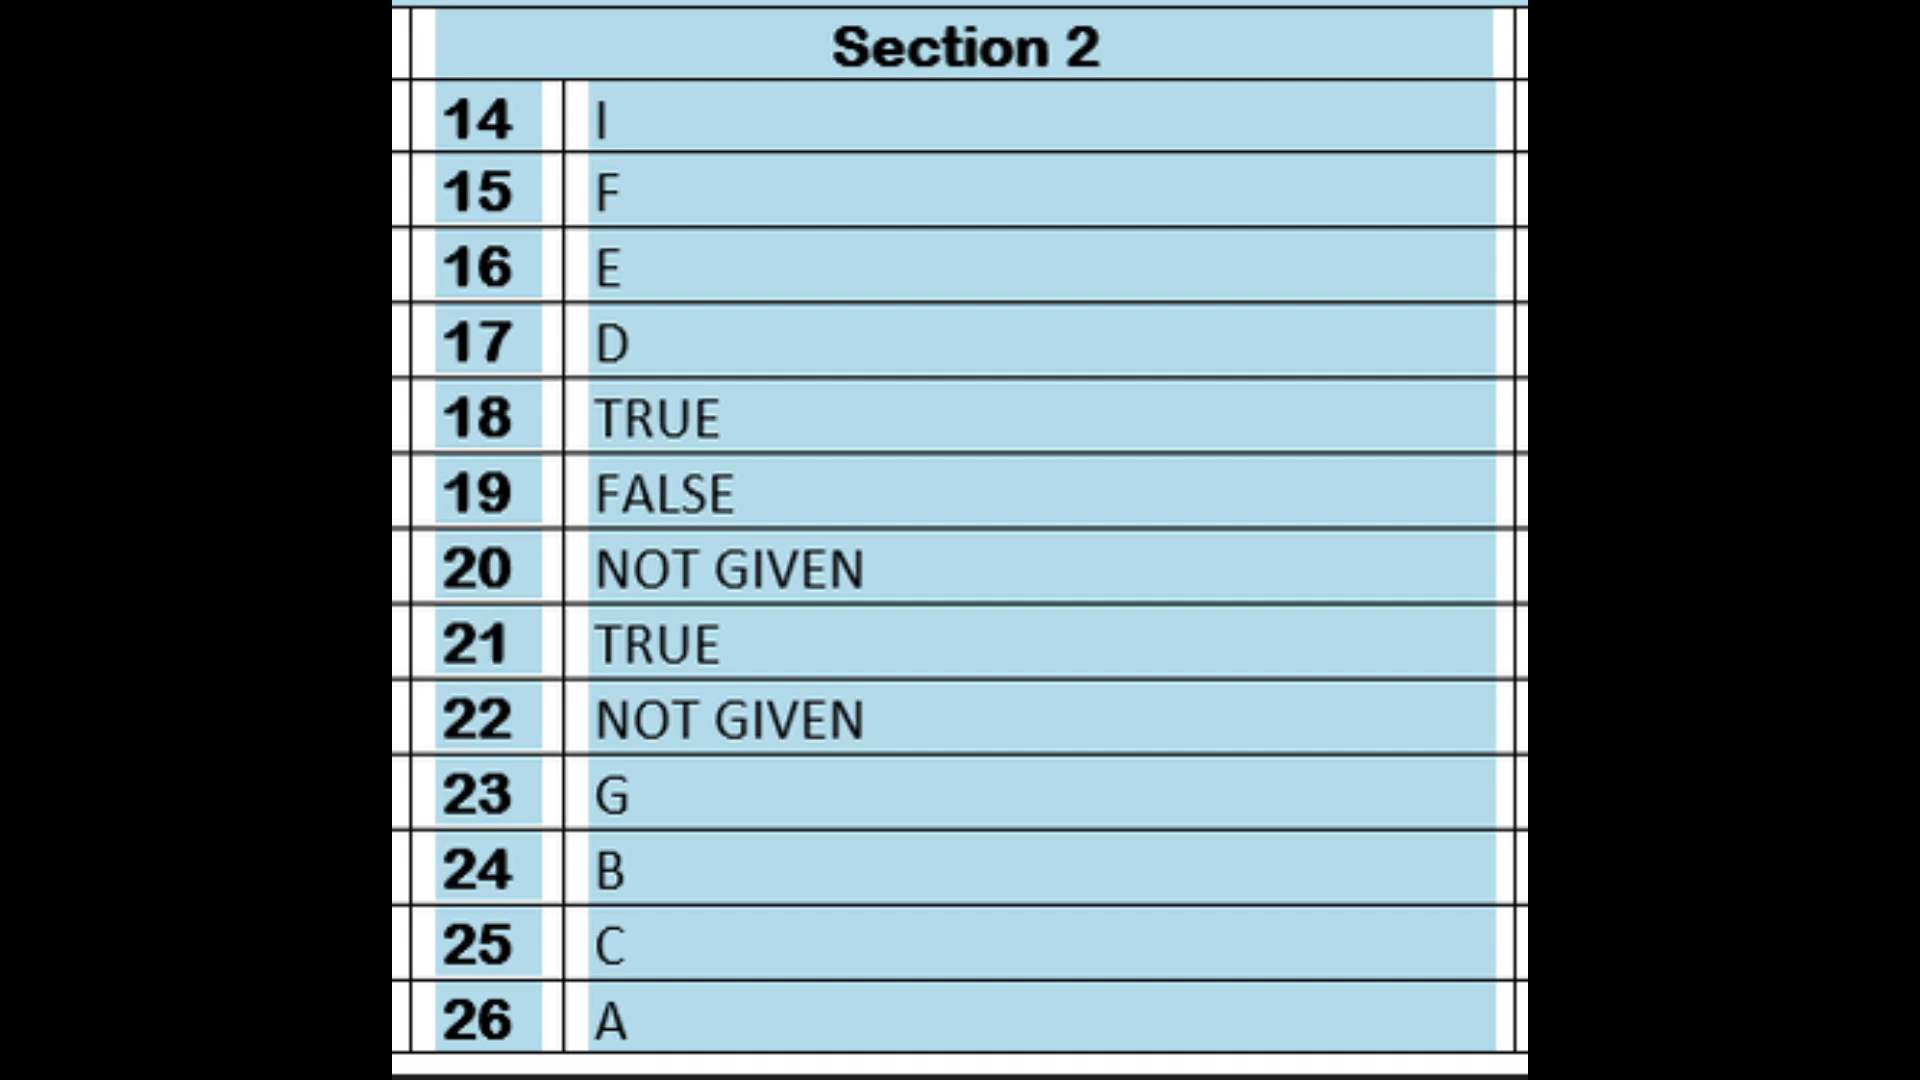 Section 2
14 I
15 F
16 E
17 D
18 TRUE
19 FALSE
20 NOT GIVEN
21 TRUE
22 NOT GIVEN
23 G
24 B
25 C
26 A